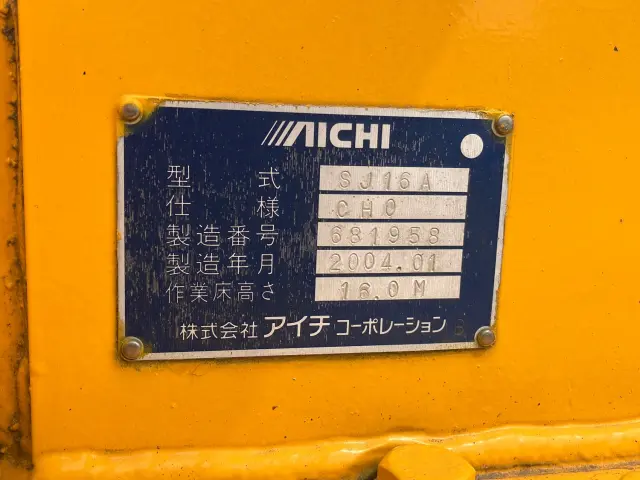 AICHI
型式 SJ16A
仕様 CH0
製造番号 681958
製造年月 2004.01
作業床高さ 16.0M
株式会社 アイチ コーポレーション